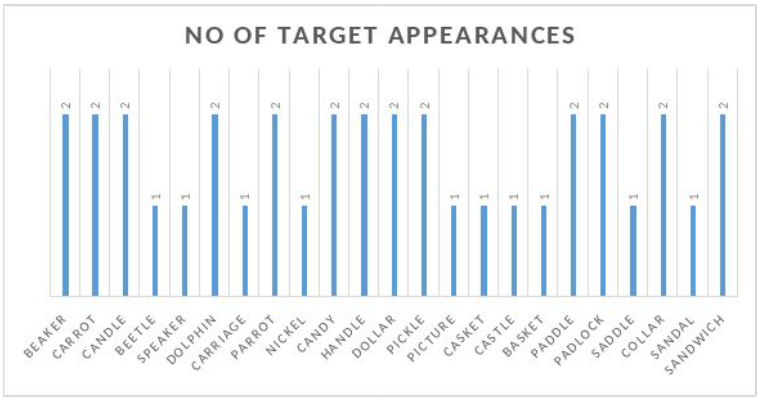 NO OF TARGET APPEARANCES
2 2 2 1 1 2 1 2 1 2 2 2 2 1 1 1 1 2 2 1 2 1 2
BEAKER CARROT CANDLE BEETLE SPEAKER DOLPHIN CARRIAGE PARROT NICKEL CANDY HANDLE DOLLAR PICKLE PICTURE CASKET CASTLE BASKET PADDLE PADLOCK SADDLE COLLAR SANDAL SANDWICH